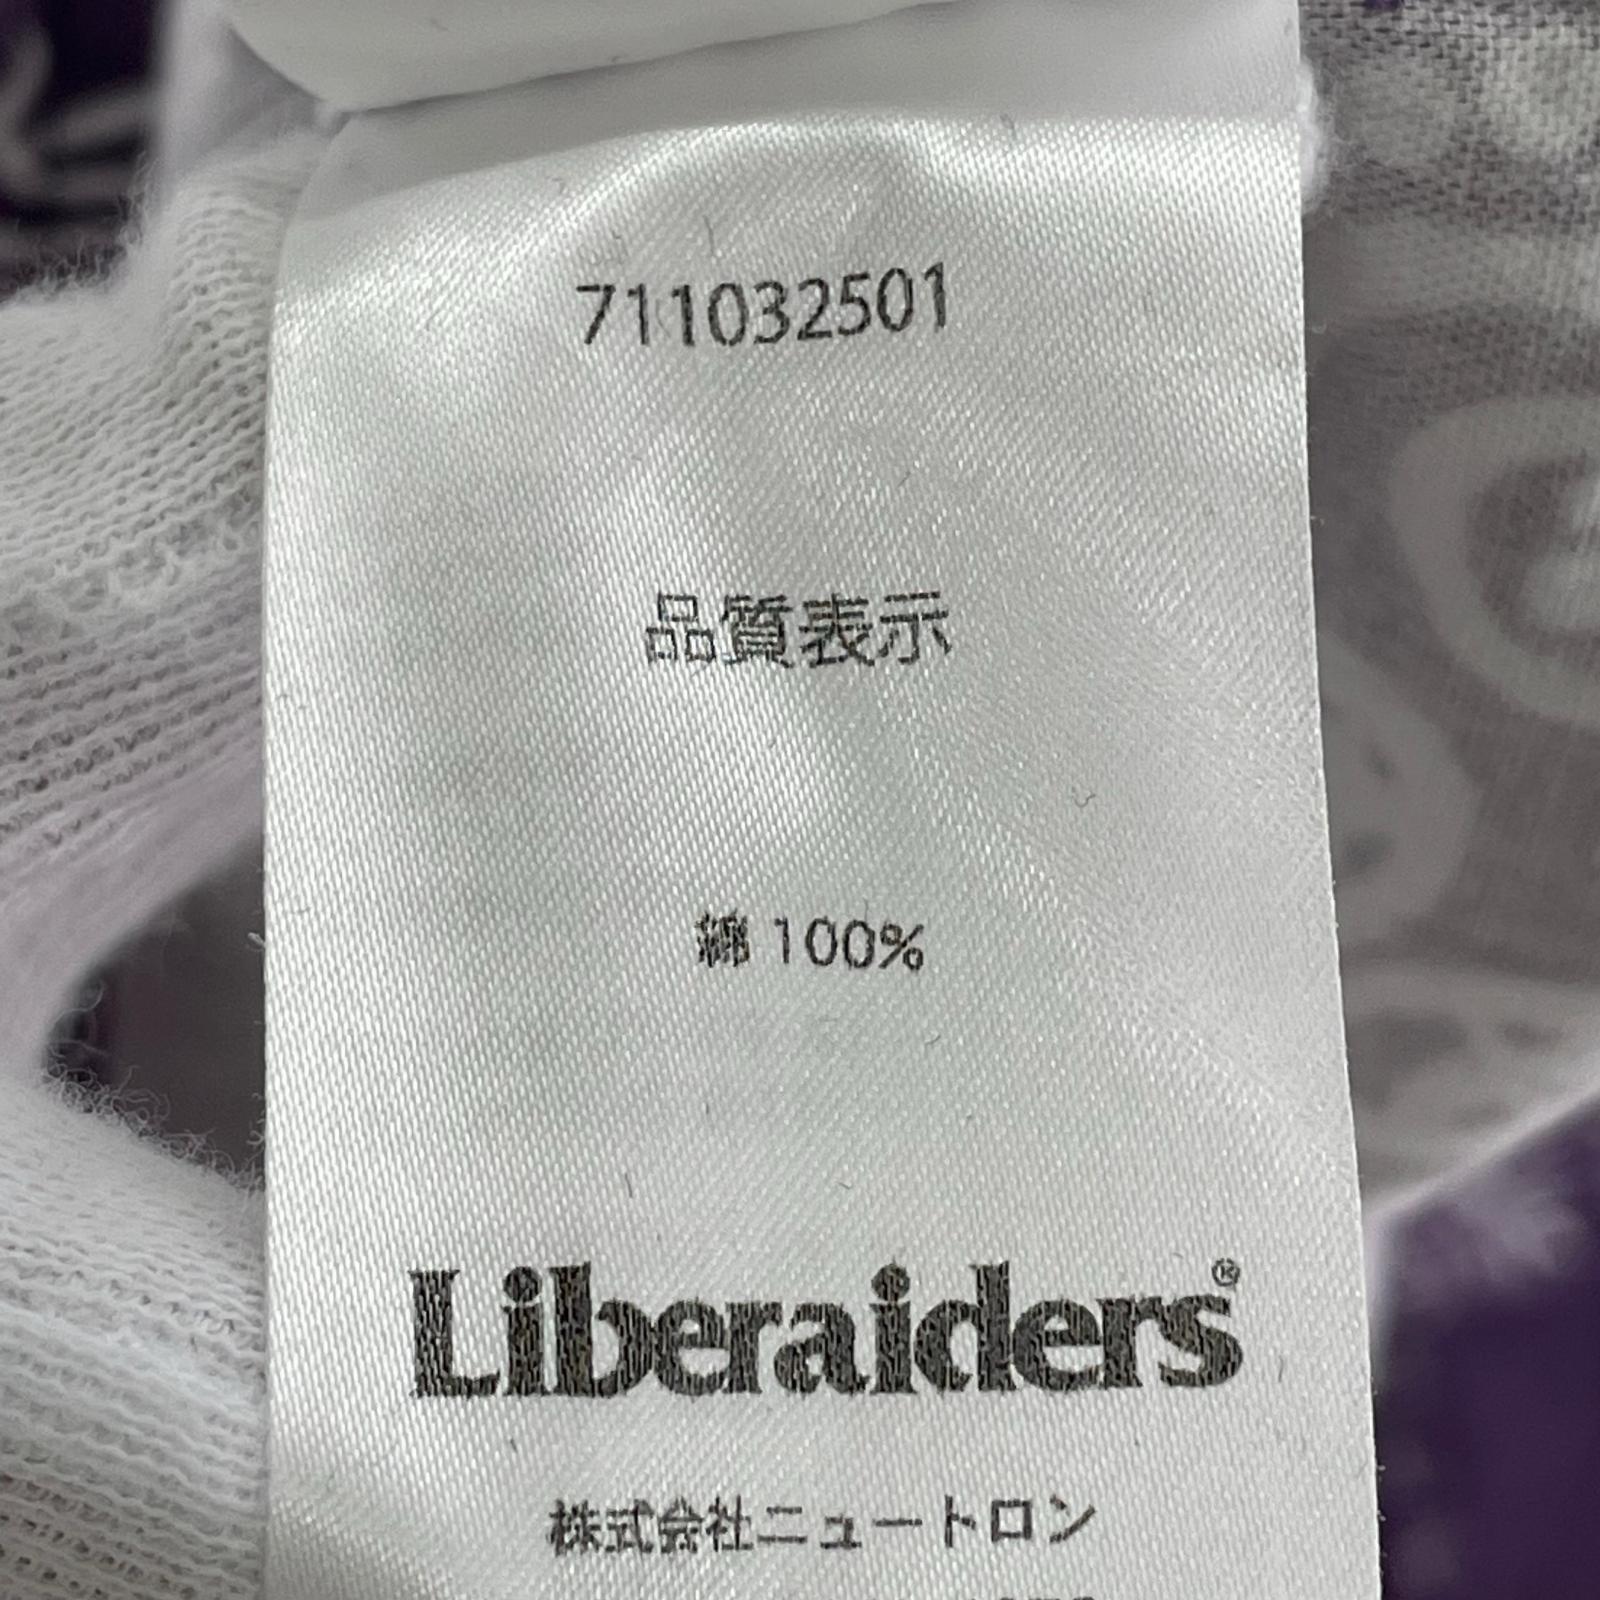 711032501
品質表示
綿 100%
Liberaiders®
株式会社ニュートロン